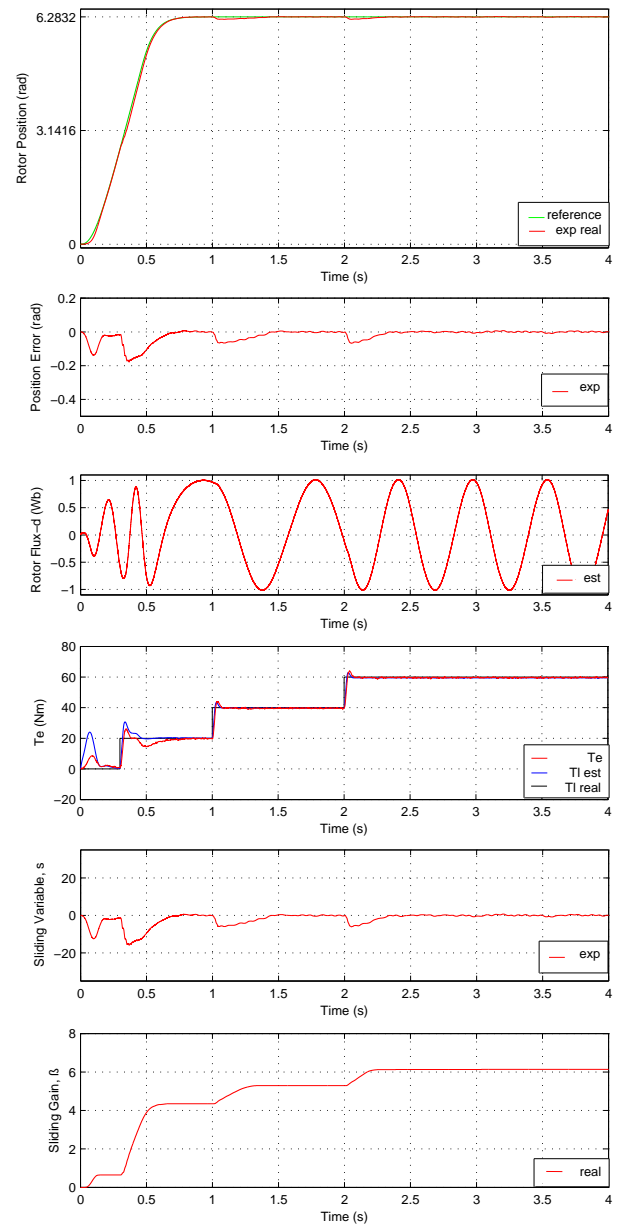 6.2832
3.1416
0
Rotor Position (rad)
reference
exp real
0 0.5 1 1.5 2 2.5 3 3.5 4
Time (s)
0.2
0
−0.2
−0.4
Position Error (rad)
exp
0 0.5 1 1.5 2 2.5 3 3.5 4
Time (s)
1
0.5
0
−0.5
−1
Rotor Flux−d (Wb)
est
0 0.5 1 1.5 2 2.5 3 3.5 4
Time (s)
80
60
40
20
0
−20
Te (Nm)
Te
Tl est
Tl real
0 0.5 1 1.5 2 2.5 3 3.5 4
Time (s)
20
0
−20
Sliding Variable, s
exp
0 0.5 1 1.5 2 2.5 3 3.5 4
Time (s)
8
6
4
2
0
Sliding Gain, ß
real
0 0.5 1 1.5 2 2.5 3 3.5 4
Time (s)